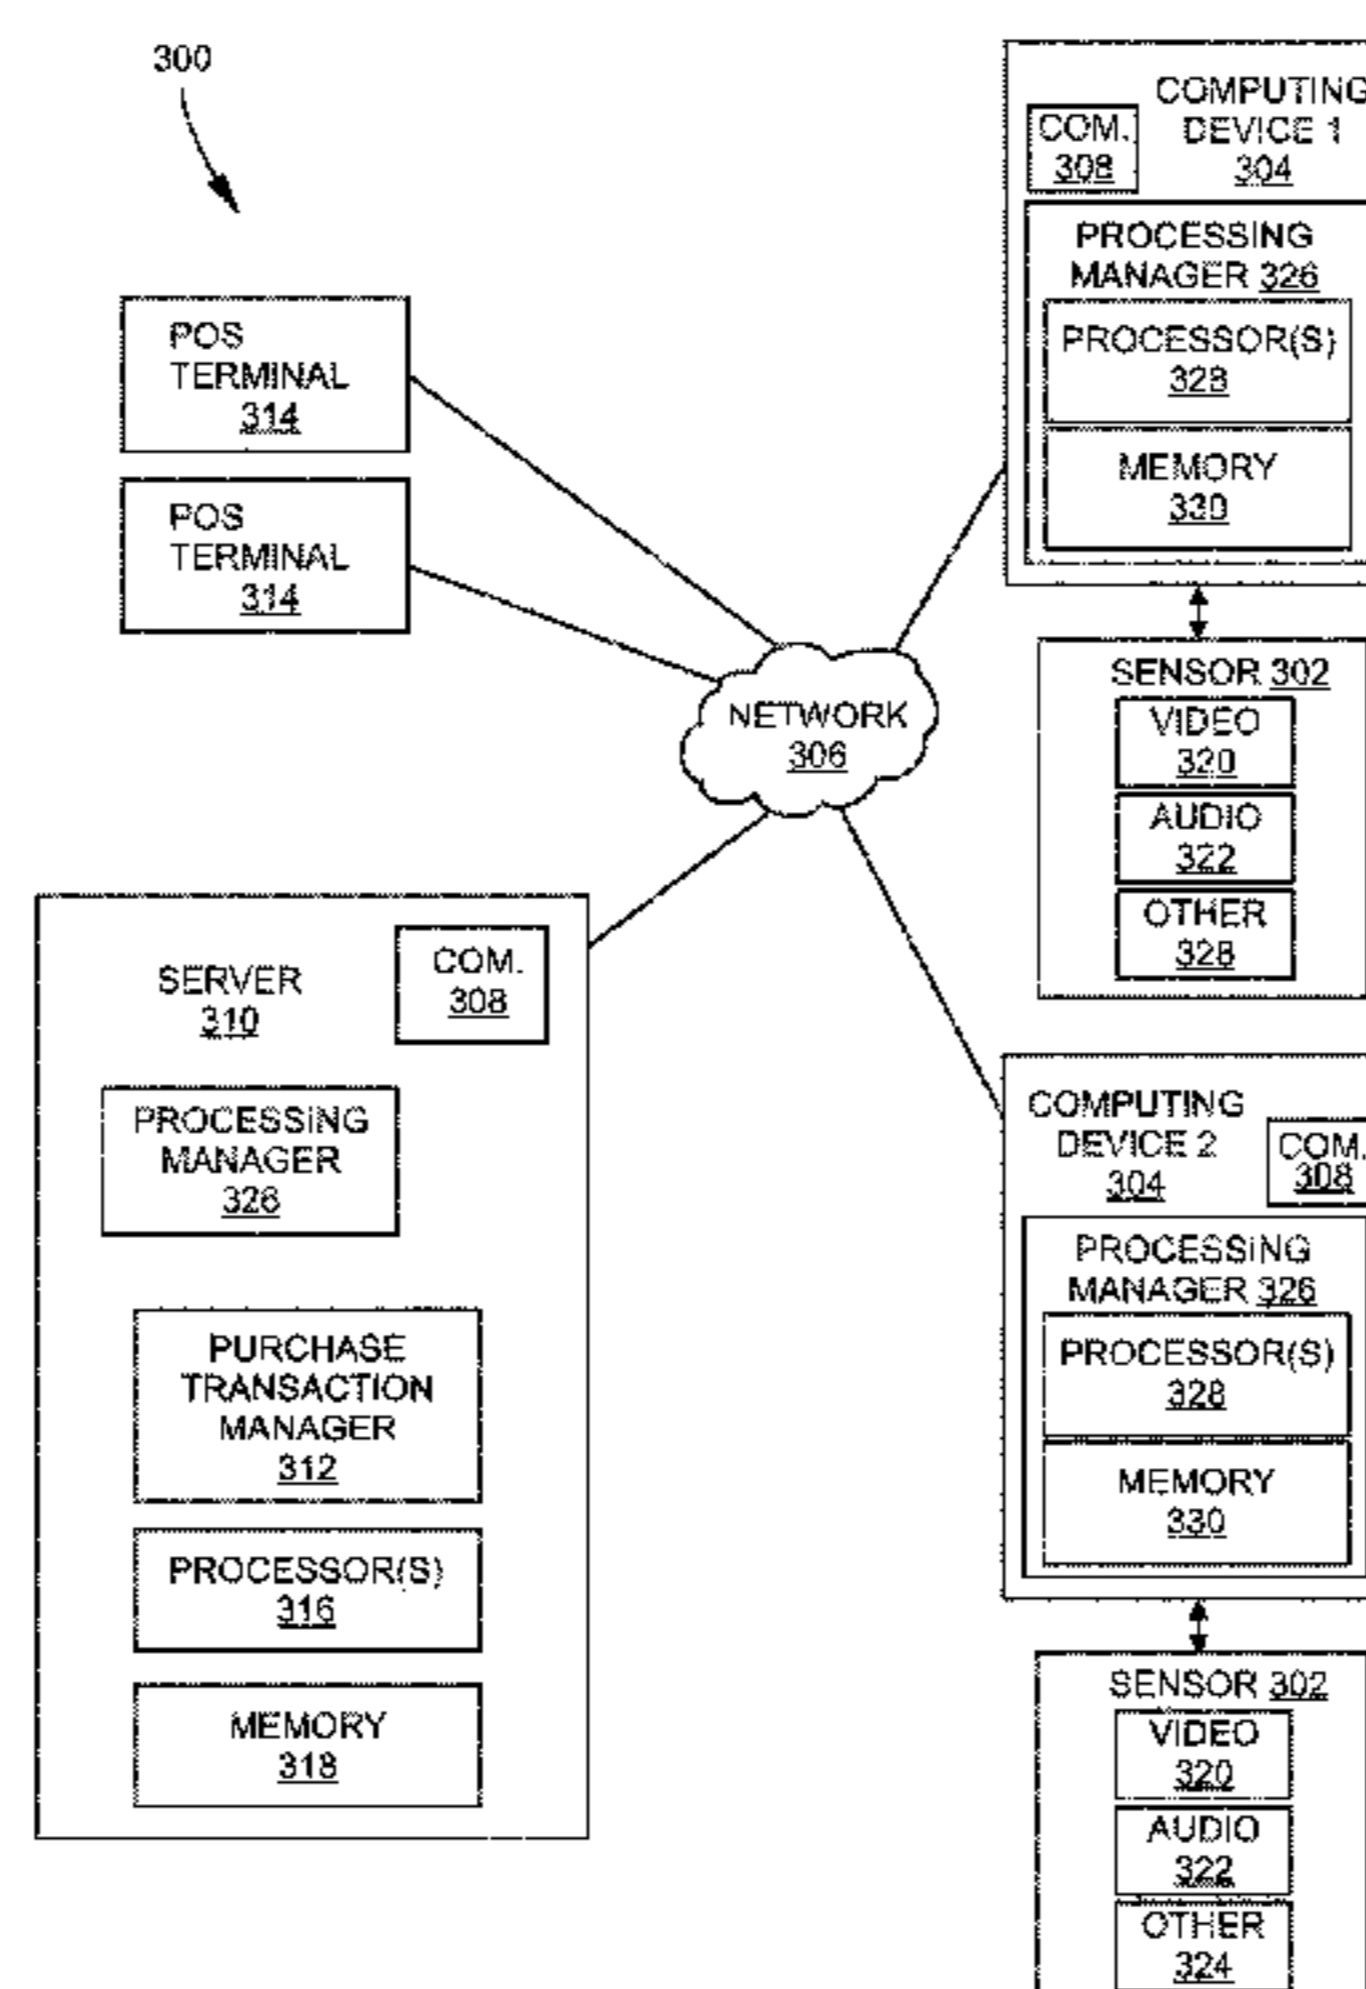 300
POS
TERMINAL
314
POS
TERMINAL
314
NETWORK
306
SERVER
310
COM.
308
PROCESSING
MANAGER
326
PURCHASE
TRANSACTION
MANAGER
312
PROCESSOR(S)
316
MEMORY
318
COM.
308
COMPUTING
DEVICE 1
304
PROCESSING
MANAGER 326
PROCESSOR(S)
328
MEMORY
330
SENSOR 302
VIDEO
320
AUDIO
322
OTHER
328
COMPUTING
DEVICE 2
304
COM.
308
PROCESSING
MANAGER 326
PROCESSOR(S)
328
MEMORY
330
SENSOR 302
VIDEO
320
AUDIO
322
OTHER
324